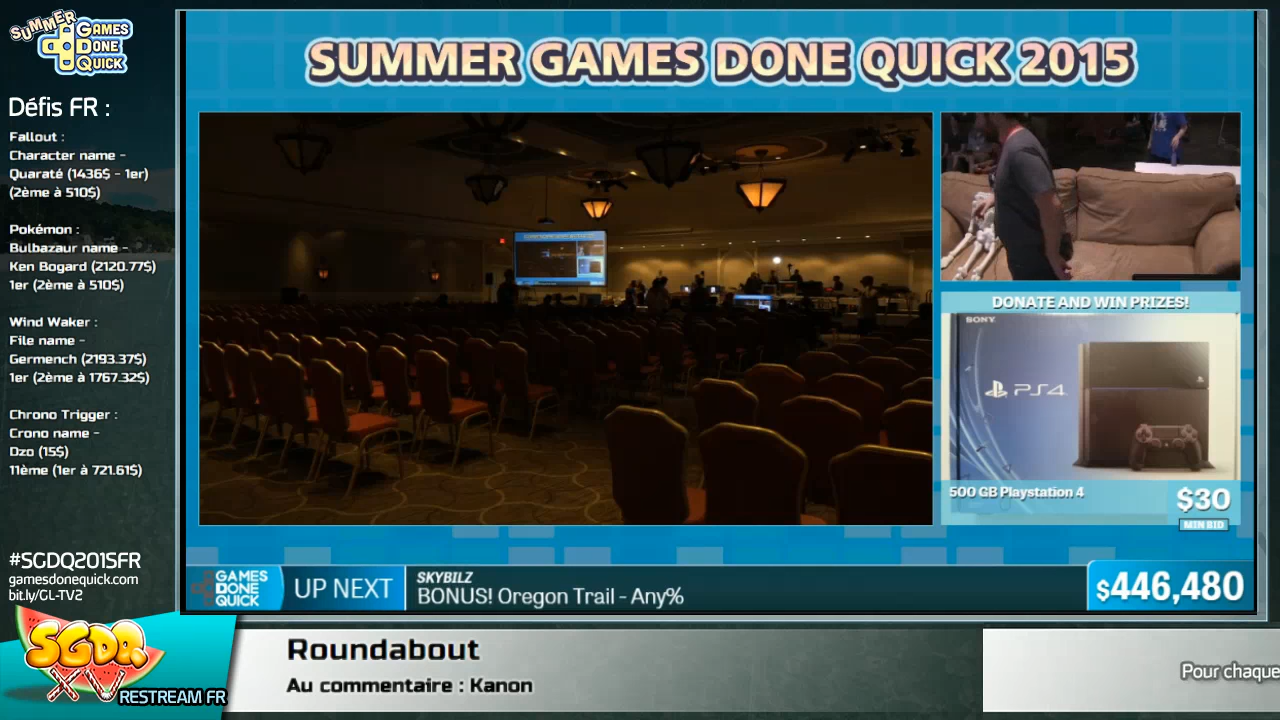 SUMMER
GAMES
DONE
QUICK
Défis FR :
Fallout :
Character name -
Quaraté (1436$ - 1er)
(2ème à 510$)
Pokémon :
Bulbazaur name -
Ken Bogard (2120.77$)
1er (2ème à 510$)
Wind Waker :
File name -
Germench (2193.37$)
1er (2ème à 1767.32$)
Chrono Trigger :
Crono name -
Dzo (15$)
11ème (1er à 721.61$)
#SGDQ2015FR
gamesdonequick.com
bit.ly/GL-TV2
SGDQ
XV
RESTREAM FR
SUMMER GAMES DONE QUICK 2015
DONATE AND WIN PRIZES!
SONY
PS4
500 GB Playstation 4
$30
MIN BID
GAMES
DONE
QUICK
UP NEXT
SKYBILZ
BONUS! Oregon Trail - Any%
$446,480
Roundabout
Au commentaire : Kanon
Pour chaque